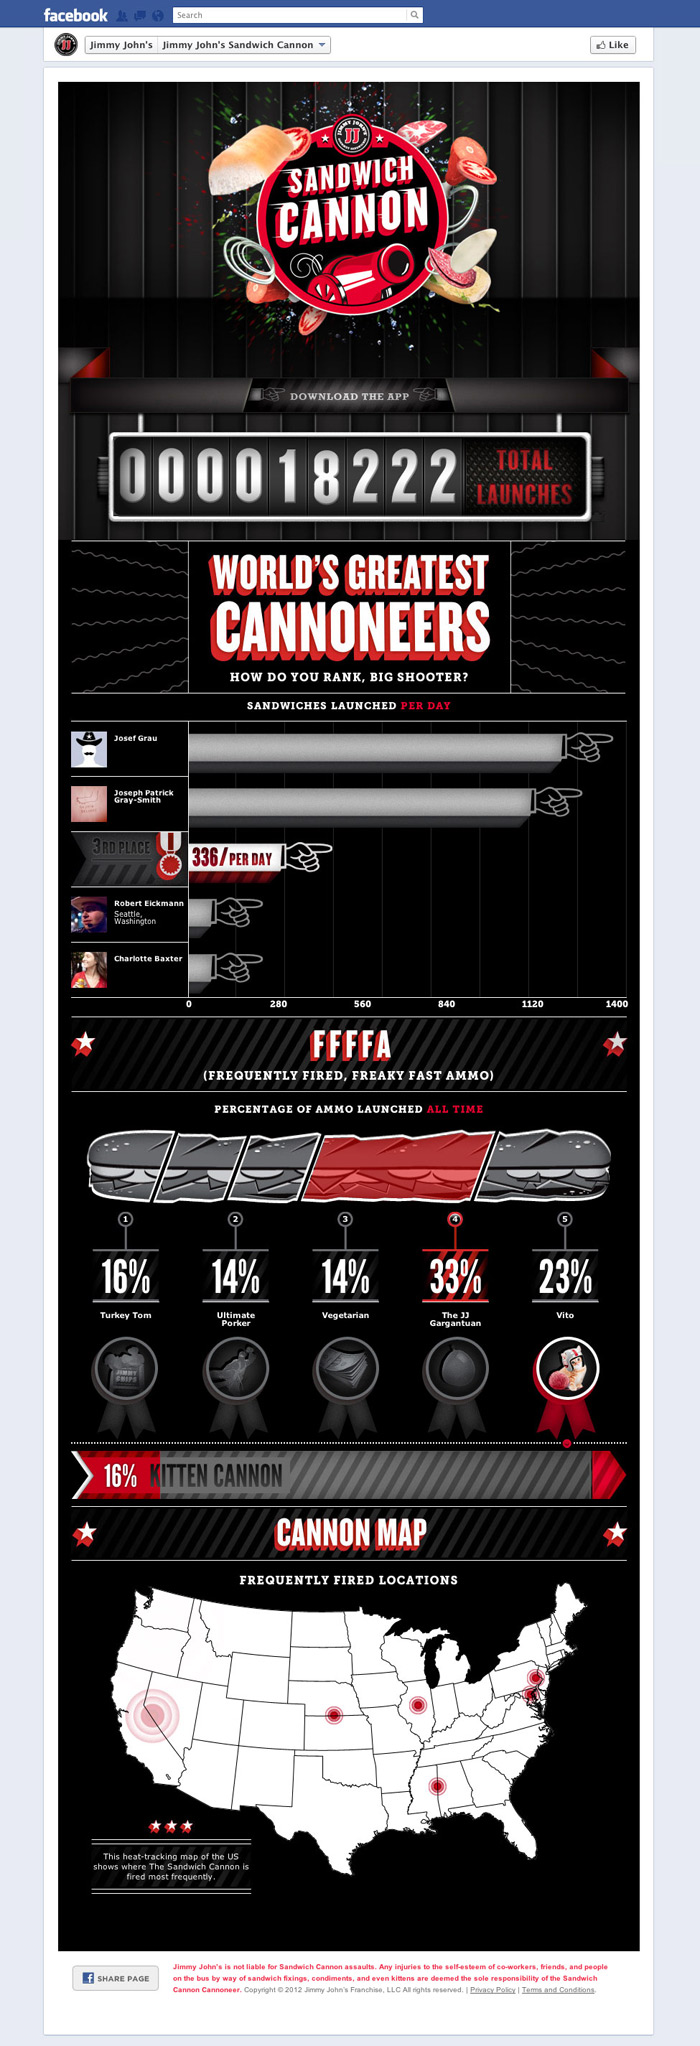 facebook
Search
Jimmy John's
Jimmy John's Sandwich Cannon
Like
JIMMY JOHN'S
JJ
SANDWICH
CANNON
DOWNLOAD THE APP
000018222
TOTAL
LAUNCHES
WORLD'S GREATEST
CANNONEERS
HOW DO YOU RANK, BIG SHOOTER?
SANDWICHES LAUNCHED PER DAY
Josef Grau
Joseph Patrick
Gray-Smith
3RD PLACE
336/PER DAY
Robert Eickmann
Seattle,
Washington
Charlotte Baxter
0 280 560 840 1120 1400
FFFFA
(FREQUENTLY FIRED, FREAKY FAST AMMO)
PERCENTAGE OF AMMO LAUNCHED ALL TIME
1 2 3 4 5
16% 14% 14% 33% 23%
Turkey Tom
Ultimate
Porker
Vegetarian
The JJ
Gargantuan
Vito
JIMMY
CHIPS
16% KITTEN CANNON
CANNON MAP
FREQUENTLY FIRED LOCATIONS
This heat-tracking map of the US
shows where The Sandwich Cannon is
fired most frequently.
f SHARE PAGE
Jimmy John's is not liable for Sandwich Cannon assaults. Any injuries to the self-esteem of co-workers, friends, and people
on the bus by way of sandwich fixings, condiments, and even kittens are deemed the sole responsibility of the Sandwich
Cannon Cannoneer. Copyright © 2012 Jimmy John's Franchise, LLC All rights reserved. | Privacy Policy | Terms and Conditions.